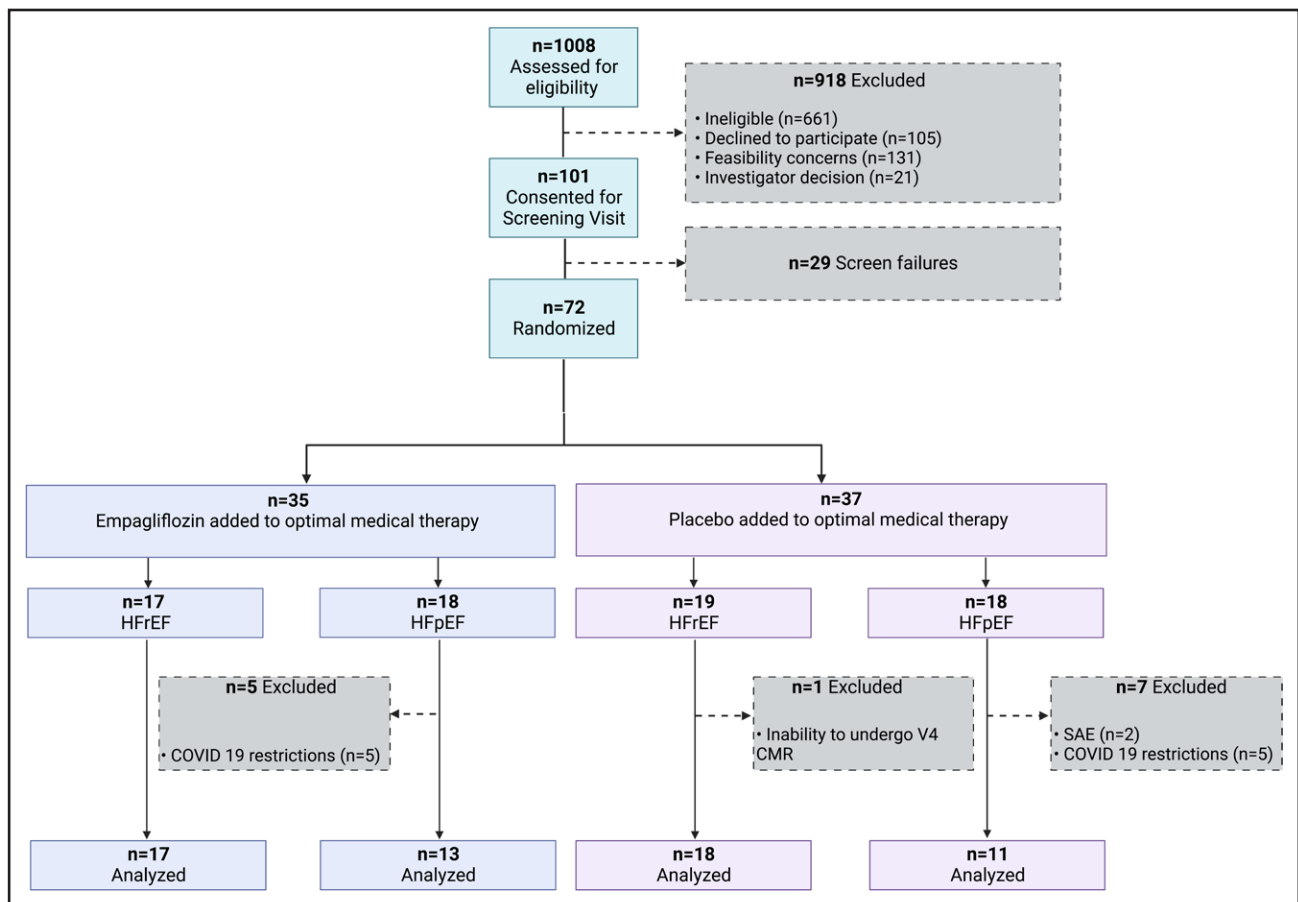 n=1008
Assessed for
eligibility
n=918 Excluded
• Ineligible (n=661)
• Declined to participate (n=105)
• Feasibility concerns (n=131)
• Investigator decision (n=21)
n=101
Consented for
Screening Visit
n=29 Screen failures
n=72
Randomized
n=35
Empagliflozin added to optimal medical therapy
n=37
Placebo added to optimal medical therapy
n=17
HFrEF
n=18
HFpEF
n=19
HFrEF
n=18
HFpEF
n=5 Excluded
• COVID 19 restrictions (n=5)
n=1 Excluded
• Inability to undergo V4
CMR
n=7 Excluded
• SAE (n=2)
• COVID 19 restrictions (n=5)
n=17
Analyzed
n=13
Analyzed
n=18
Analyzed
n=11
Analyzed